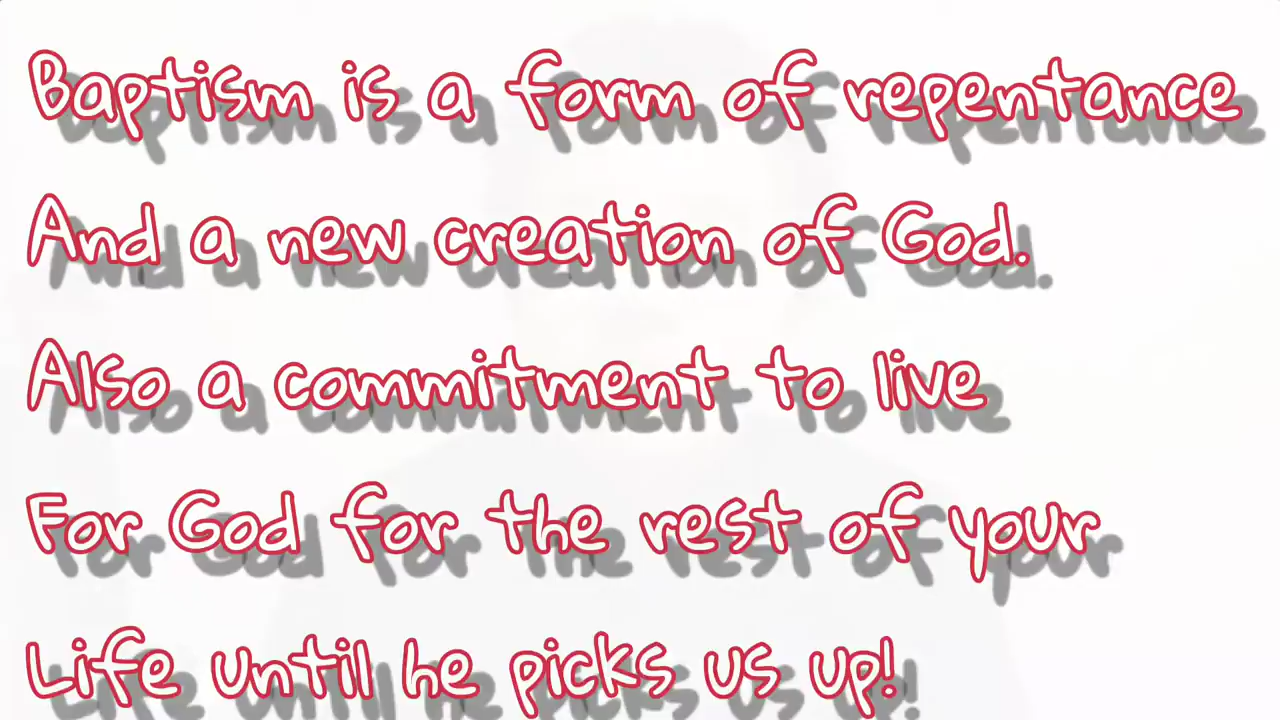 Baptism is a form of repentance
And a new creation of God.
Also a commitment to live
For God for the rest of your
Life until he picks us up!